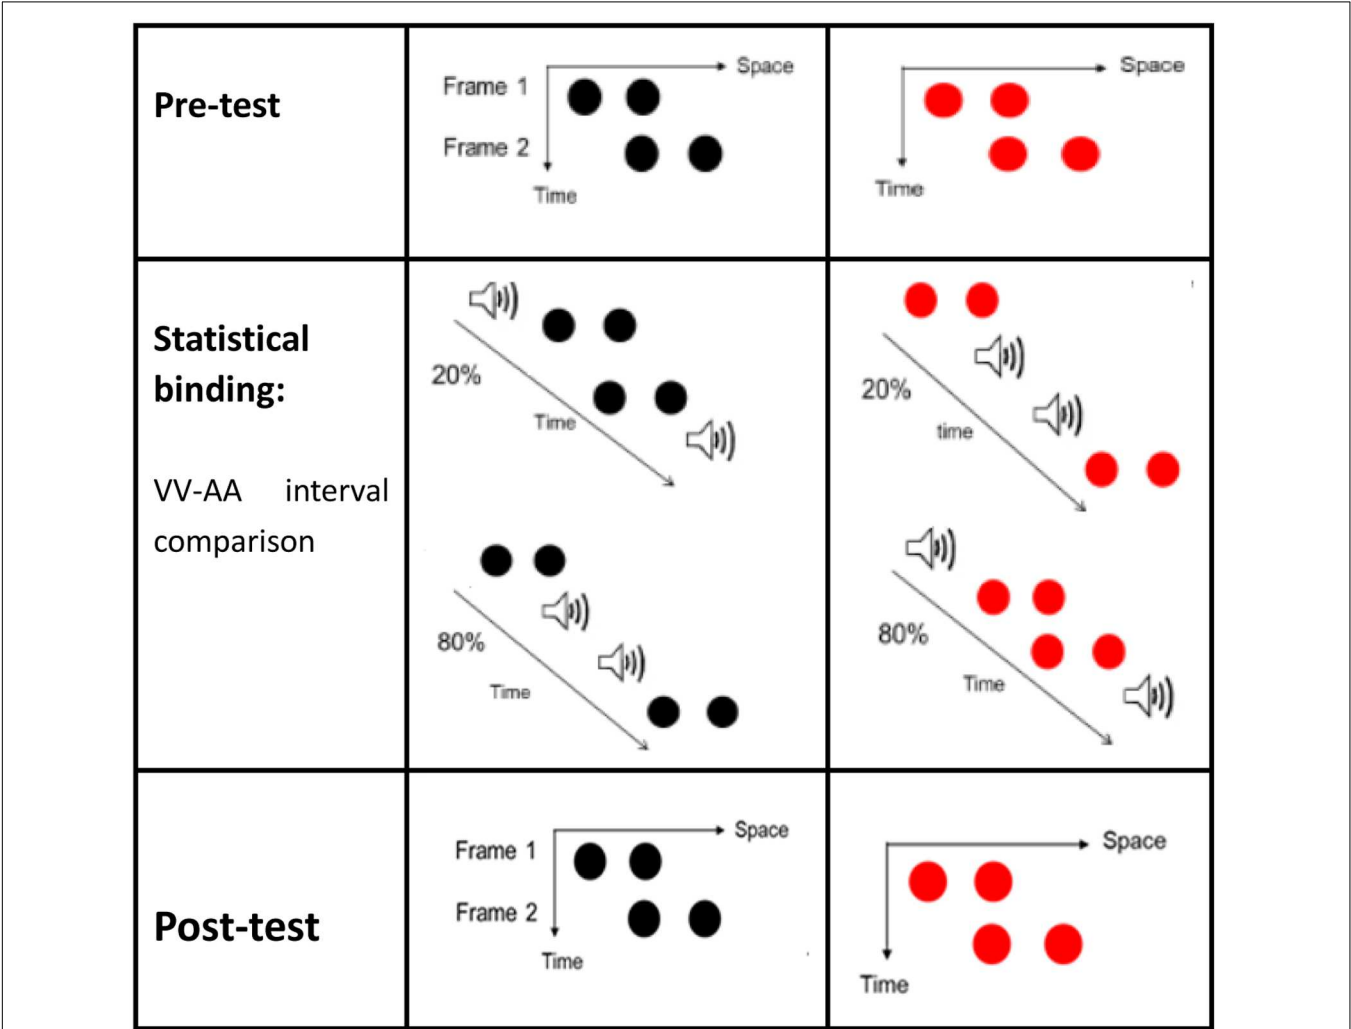 Pre-test
Frame 1
Space
Frame 2
Time
Space
Time
Statistical
binding:
VV-AA interval
comparison
20%
Time
80%
Time
20%
time
80%
Time
Post-test
Frame 1
Space
Frame 2
Time
Space
Time